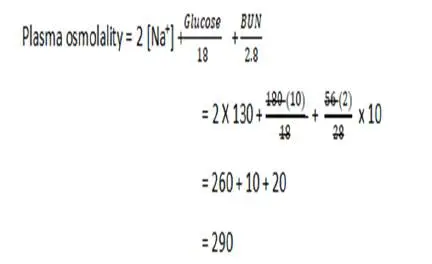 Plasma osmolality = 2 [Na⁺] + Glucose/18 + BUN/2.8
= 2 X 130 + 180 (10)/18 + 56 (2)/28 x 10
= 260 + 10 + 20
= 290